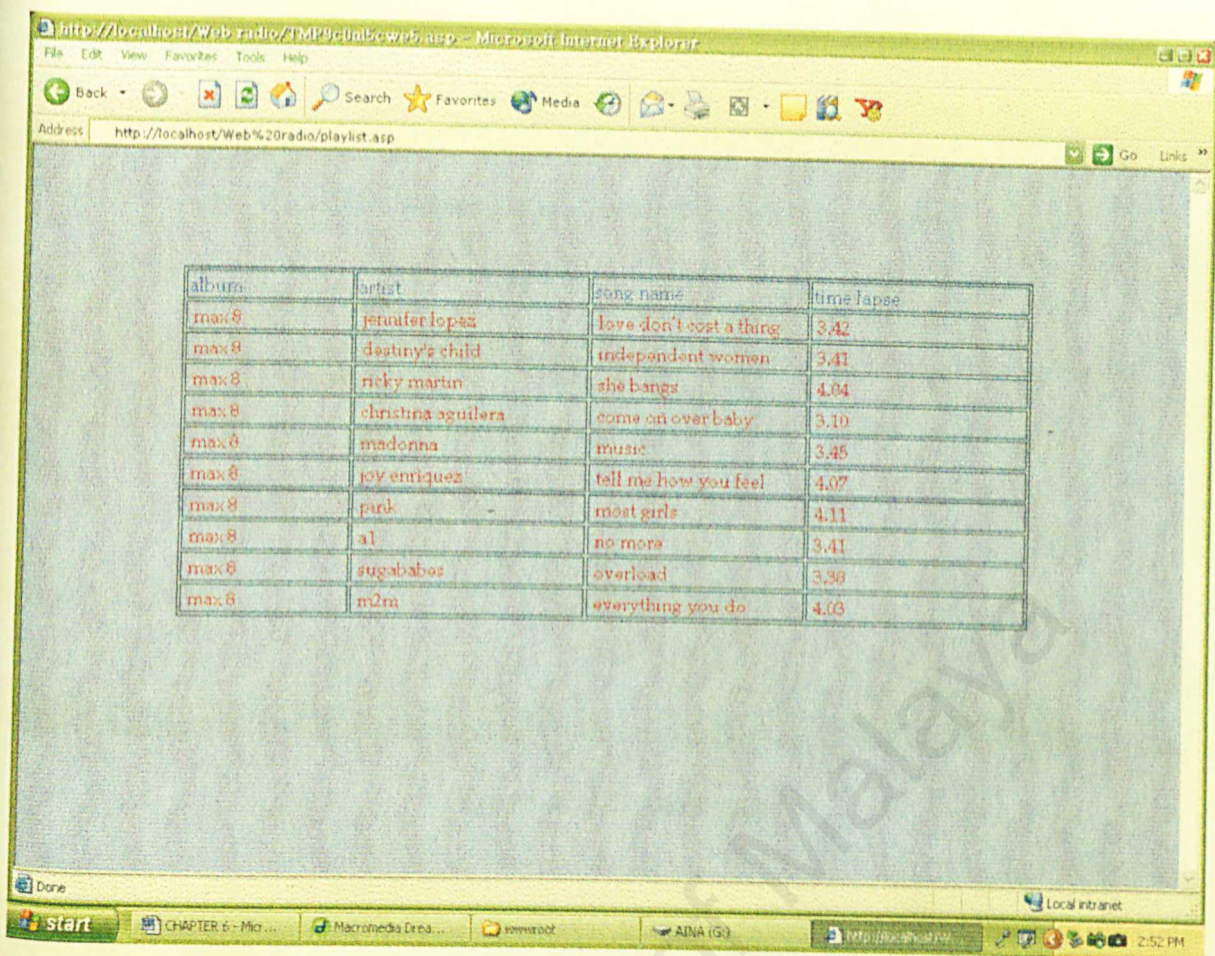 http://localhost/Web radio/TMP9c0nl5cweb.asp - Microsoft Internet Explorer
File Edit View Favorites Tools Help
Back Search Favorites Media
Address http://localhost/Web%20radio/playlist.asp Go Links »
album artist song name time lapse
max 8 jennifer lopez love don't cost a thing 3.42
max 8 destiny's child independent women 3.41
max 8 ricky martin she bangs 4.04
max 8 christina aguilera come on over baby 3.10
max 8 madonna music 3.45
max 8 joy enriquez tell me how you feel 4.07
max 8 pink most girls 4.11
max 8 a1 no more 3.41
max 8 sugababes overload 3.38
max 8 m2m everything you do 4.03
of Malaya
Done Local intranet
start CHAPTER 6 - Micr... Macromedia Drea... wwwroot AINA (G:) 2:52 PM